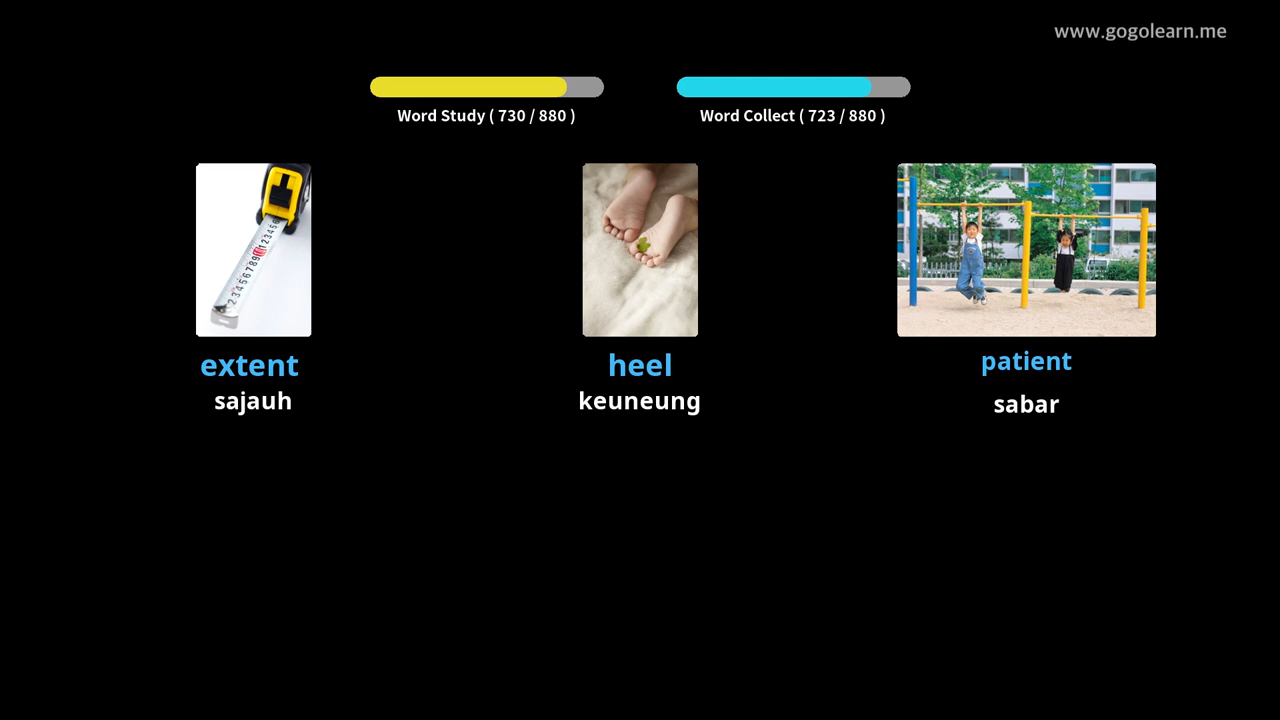 www.gogolearn.me
Word Study ( 730 / 880 )
Word Collect ( 723 / 880 )
extent
heel
patient
sajauh
keuneung
sabar